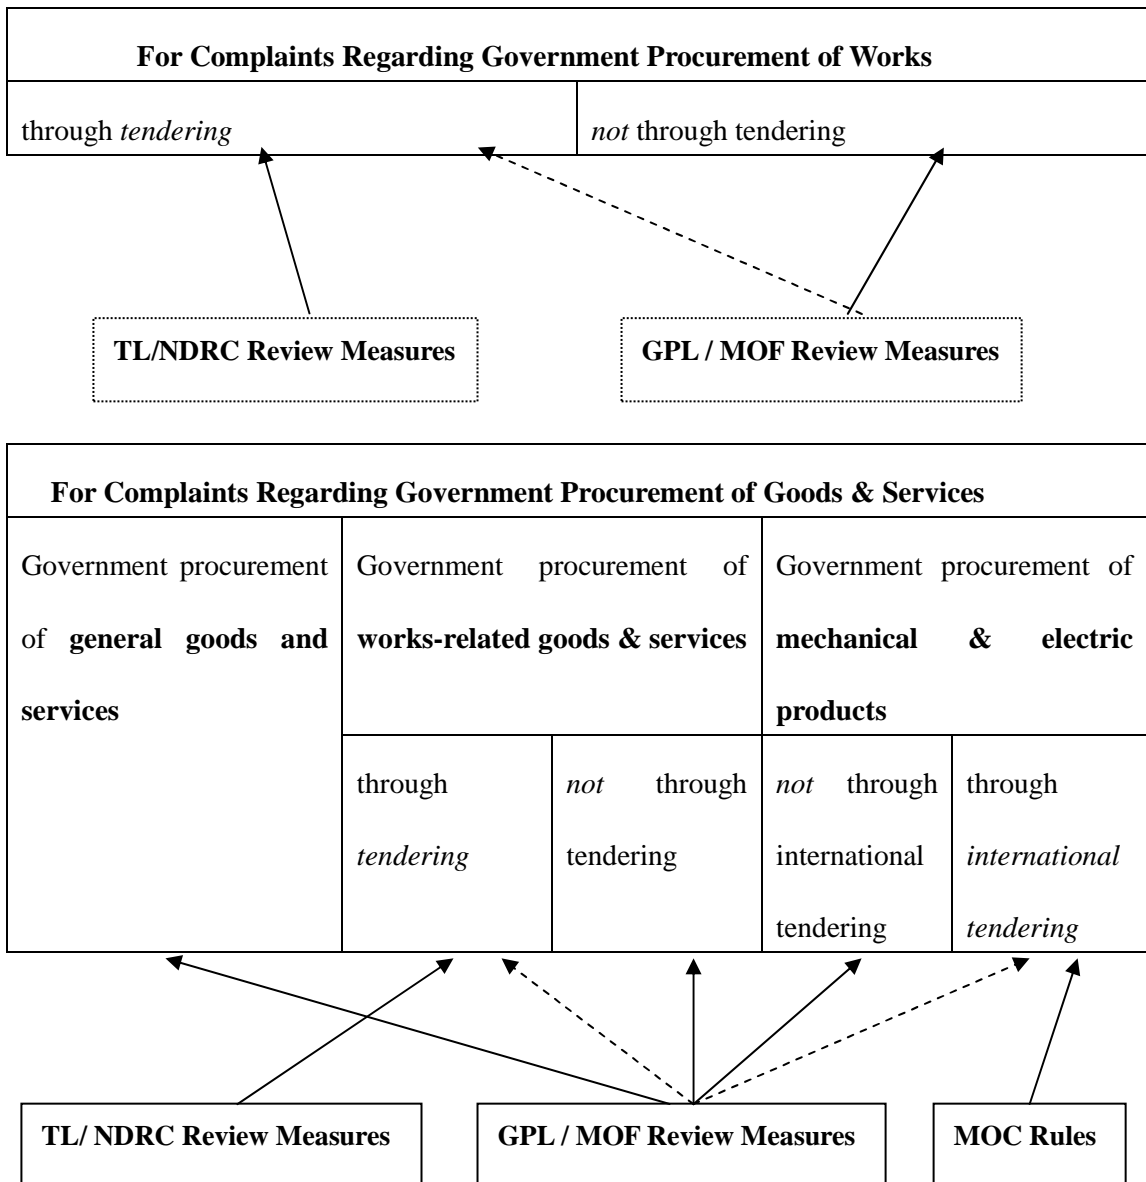 For Complaints Regarding Government Procurement of Works
through tendering
not through tendering
TL/NDRC Review Measures
GPL / MOF Review Measures
For Complaints Regarding Government Procurement of Goods & Services
Government procurement
of general goods and
services
Government procurement of
works-related goods & services
Government procurement of
mechanical & electric
products
through
tendering
not through
tendering
not through
international
tendering
through
international
tendering
TL/ NDRC Review Measures
GPL / MOF Review Measures
MOC Rules